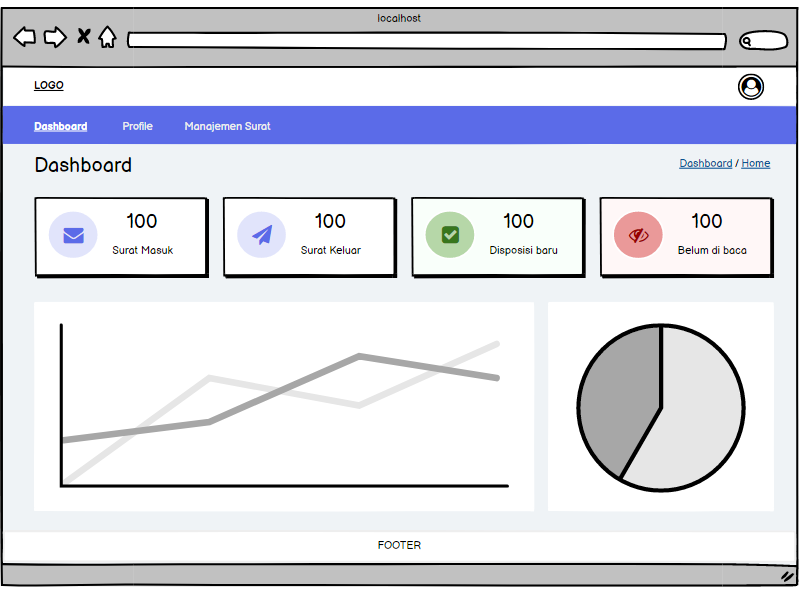 localhost
LOGO
Dashboard Profile Manajemen Surat
Dashboard
Dashboard / Home
100
Surat Masuk
100
Surat Keluar
100
Disposisi baru
100
Belum di baca
FOOTER